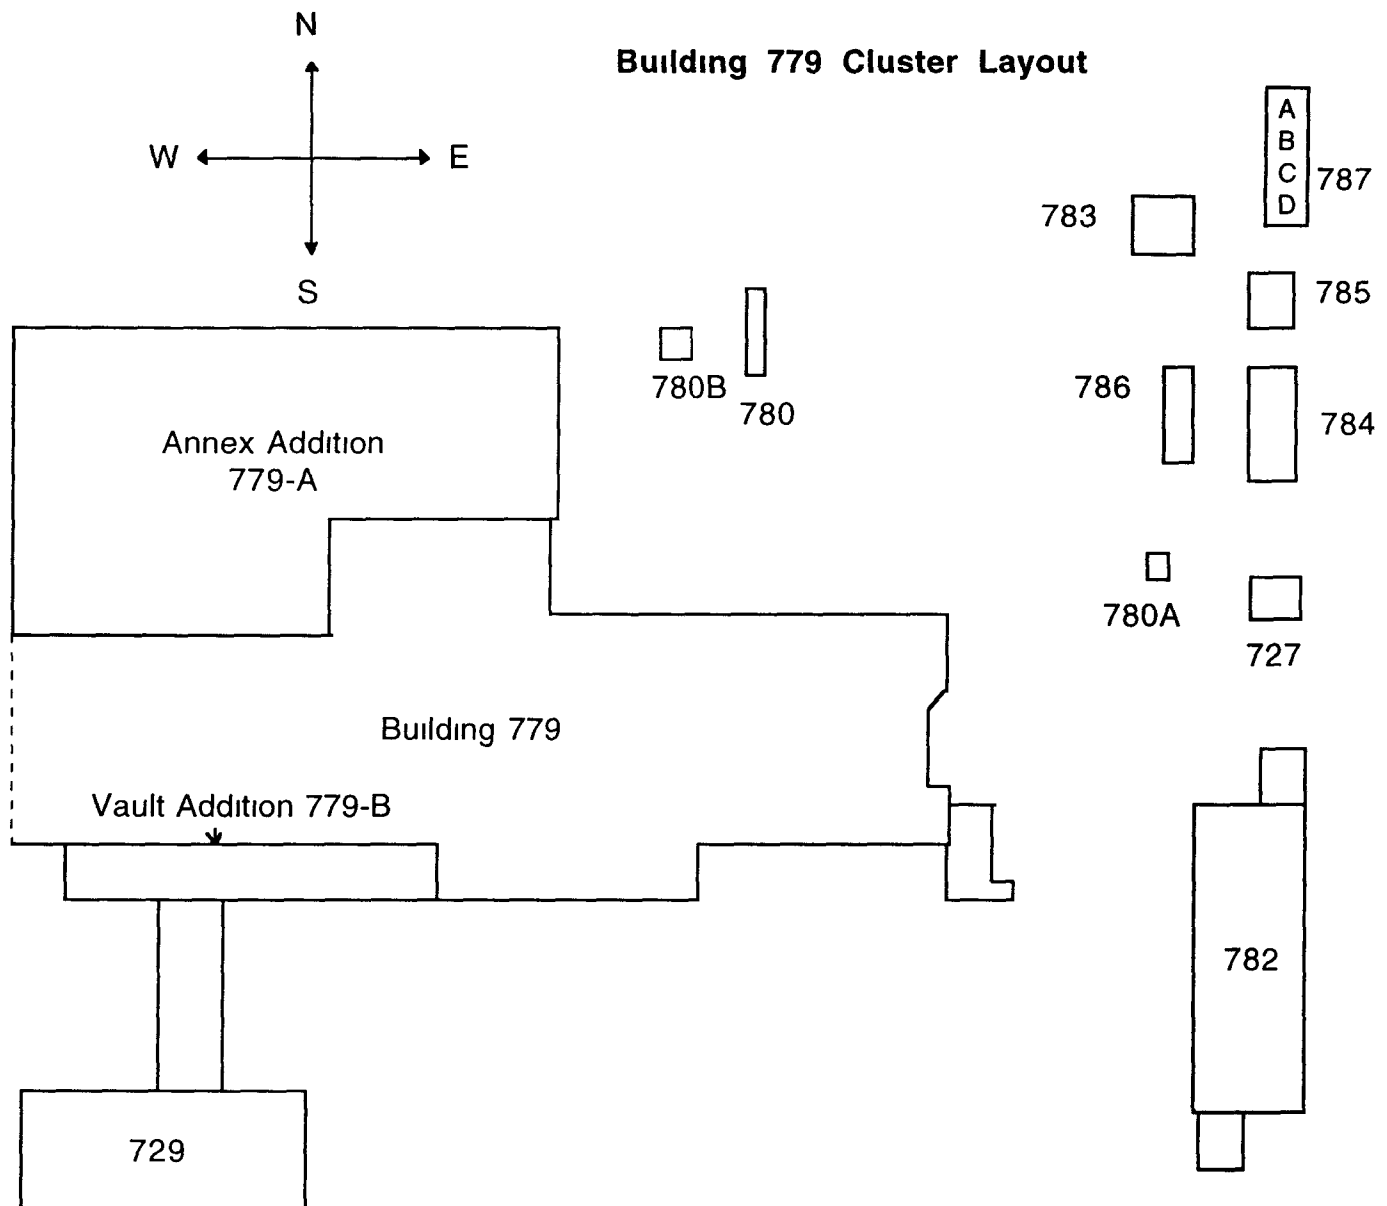 N
Building 779 Cluster Layout
W
E
S
A
B
C
D
787
783
785
780B
780
786
784
Annex Addition
779-A
780A
727
Building 779
Vault Addition 779-B
782
729